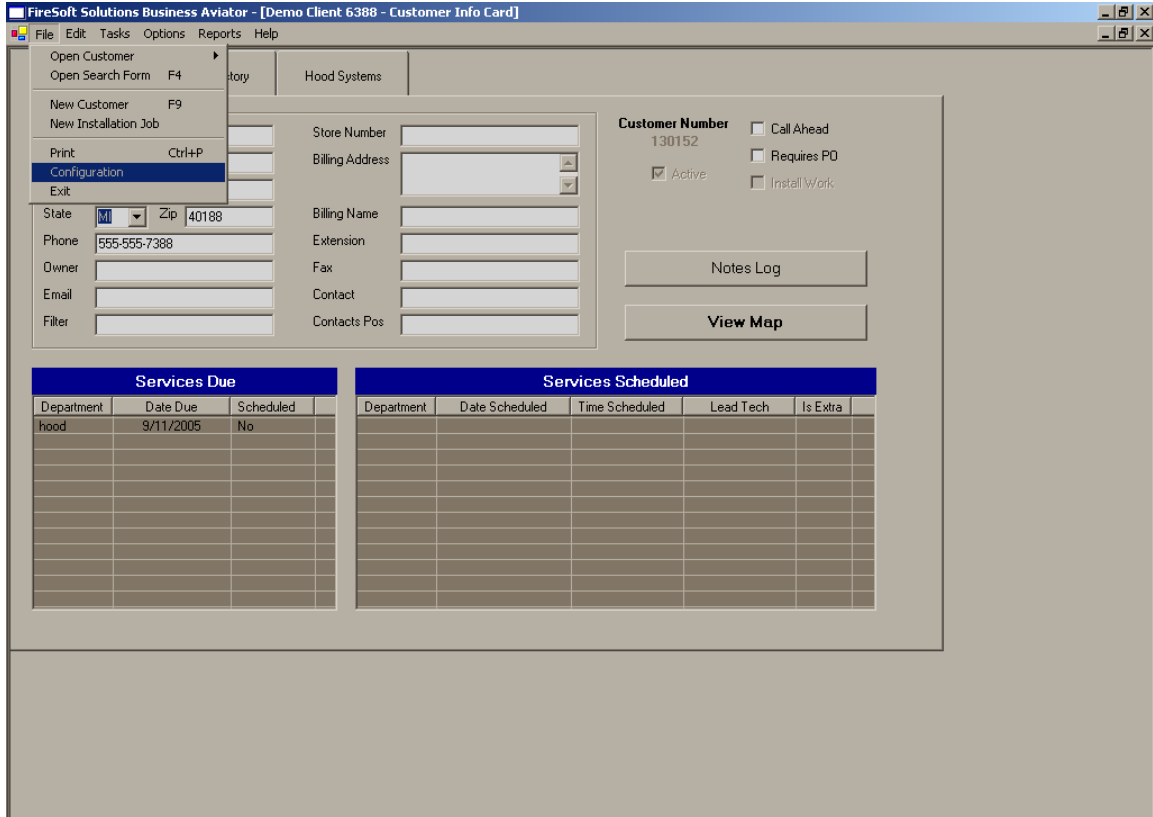 FireSoft Solutions Business Aviator - [Demo Client 6388 - Customer Info Card]
File Edit Tasks Options Reports Help
Open Customer
Open Search Form F4
New Customer F9
New Installation Job
Print Ctrl+P
Configuration
Exit
Hood Systems
Store Number
Billing Address
Customer Number
130152
Active
Call Ahead
Requires PO
Install Work
State MI Zip 40188
Billing Name
Phone 555-555-7388
Extension
Owner
Fax
Email
Contact
Filter
Contacts Pos
Notes Log
View Map
Services Due
Department Date Due Scheduled
hood 9/11/2005 No
Services Scheduled
Department Date Scheduled Time Scheduled Lead Tech Is Extra